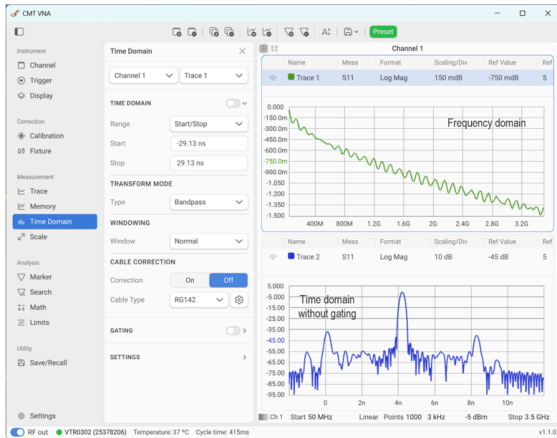 CMT VNA
Preset
Instrument
Channel
Trigger
Display
Correction
Calibration
Fixture
Measurement
Trace
Memory
Time Domain
Scale
Analysis
Marker
Search
Math
Limits
Utility
Save/Recall
Settings
Time Domain
Channel 1 Trace 1
TIME DOMAIN
Range Start/Stop
Start -29.13 ns
Stop 29.13 ns
TRANSFORM MODE
Type Bandpass
WINDOWING
Window Normal
CABLE CORRECTION
Correction On Off
Cable Type RG142
GATING
SETTINGS
Channel 1
Name Meas Format Scaling/Div Ref Value Ref
Trace 1 S11 Log Mag 150 mdB -750 mdB 5
Frequency domain
0.000
-150.0m
-300.0m
-450.0m
-600.0m
-750.0m
-900.0m
-1.050
-1.200
-1.350
-1.500
400M 800M 1.2G 1.6G 2G 2.4G 2.8G 3.2G
Name Meas Format Scaling/Div Ref Value Ref
Trace 2 S11 Log Mag 10 dB -45 dB 5
Time domain
without gating
5.000
-5.000
-15.00
-25.00
-35.00
-45.00
-55.00
-65.00
-75.00
-85.00
-95.00
0 2n 4n 6n 8n 10n
Ch 1 Start 50 MHz Linear Points 1000 3 kHz -5 dBm Stop 3.5 GHz
RF out VTR0302 (25378206) Temperature: 37 °C Cycle time: 415ms v1.1.0